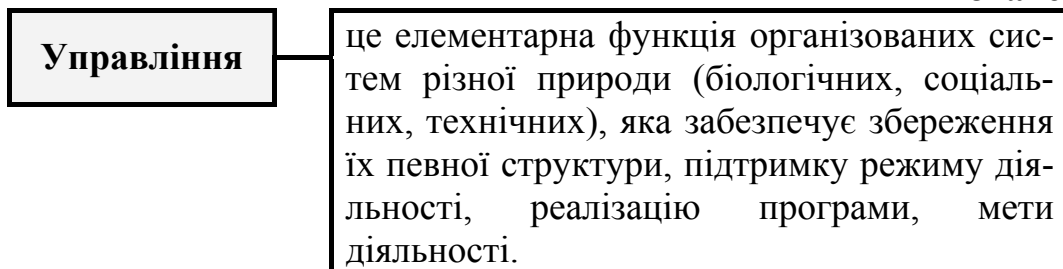 Управління
це елементарна функція організованих сис-
тем різної природи (біологічних, соціаль-
них, технічних), яка забезпечує збереження
їх певної структури, підтримку режиму дія-
льності, реалізацію програми, мети
діяльності.